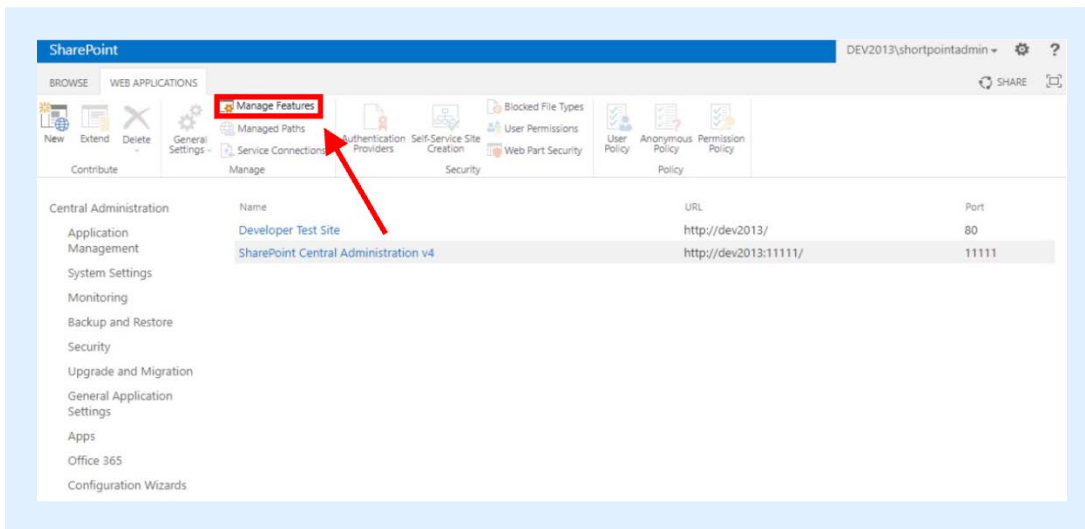 SharePoint
DEV2013\shortpointadmin
?
BROWSE WEB APPLICATIONS
SHARE
New
Extend
Delete
General
Settings
Manage Features
Managed Paths
Service Connections
Authentication
Providers
Self-Service Site
Creation
Blocked File Types
User Permissions
Web Part Security
User
Policy
Anonymous
Policy
Permission
Policy
Contribute
Manage
Security
Policy
Central Administration
Application
Management
System Settings
Monitoring
Backup and Restore
Security
Upgrade and Migration
General Application
Settings
Apps
Office 365
Configuration Wizards
Name URL Port
Developer Test Site http://dev2013/ 80
SharePoint Central Administration v4 http://dev2013:11111/ 11111